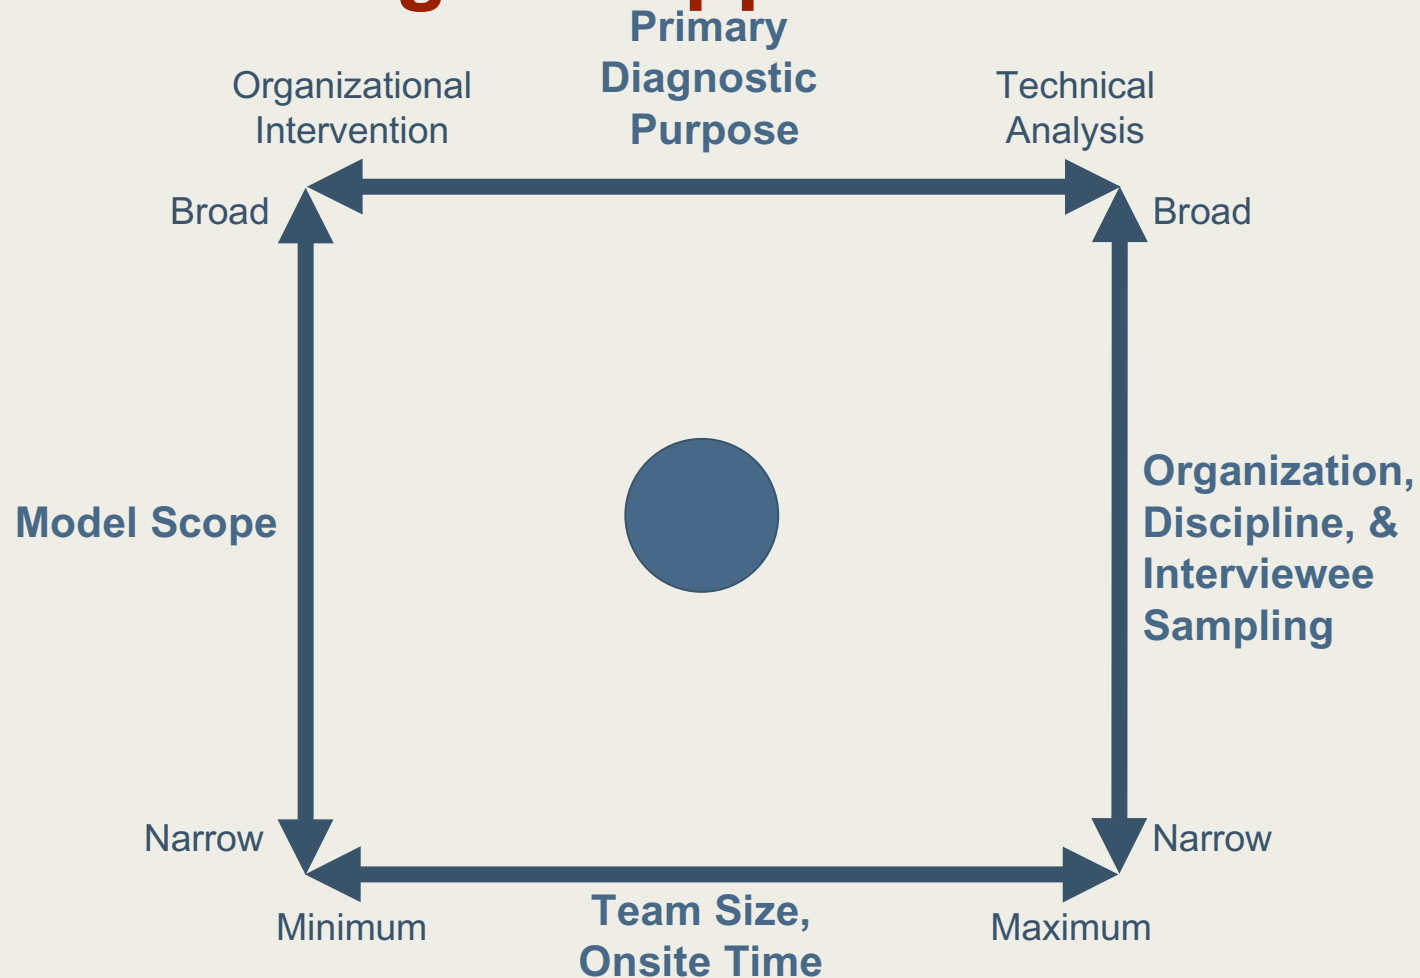 Primary
Diagnostic
Purpose
Organizational
Intervention
Technical
Analysis
Broad
Broad
Model Scope
Organization,
Discipline, &
Interviewee
Sampling
Narrow
Narrow
Minimum
Team Size,
Onsite Time
Maximum